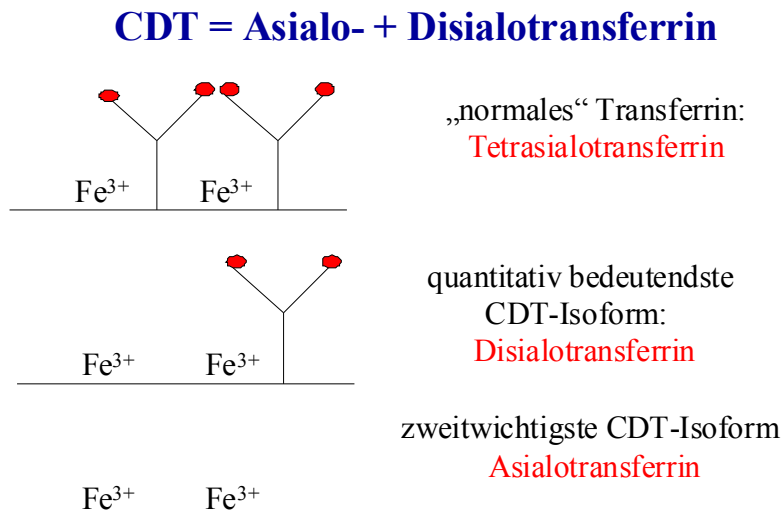 CDT = Asialo- + Disialotransferrin
„normales“ Transferrin:
Tetrasialotransferrin
Fe³⁺ Fe³⁺
quantitativ bedeutendste
CDT-Isoform:
Disialotransferrin
Fe³⁺ Fe³⁺
zweitwichtigste CDT-Isoform
Asialotransferrin
Fe³⁺ Fe³⁺